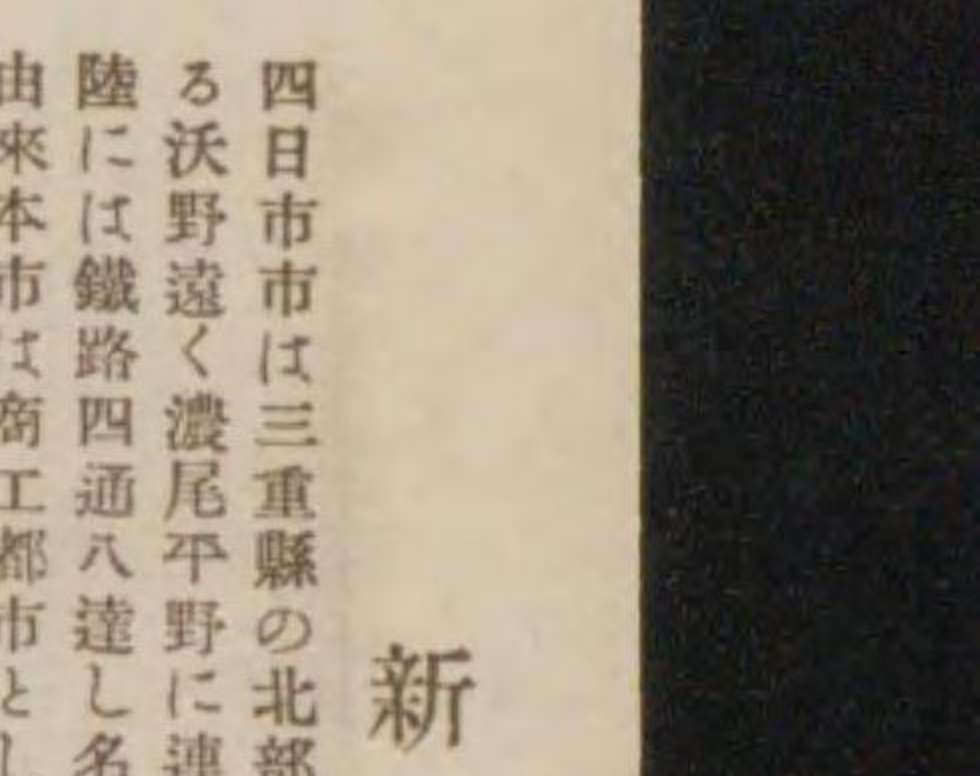 新
四日市市は三重縣の北部
る沃野遠く濃尾平野に連
陸には鐵路四通八達し名
由來本市は商工都市とし